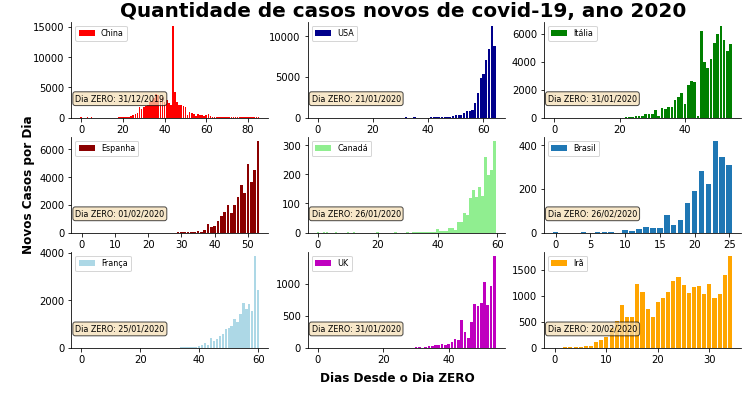 Quantidade de casos novos de covid-19, ano 2020
Novos Casos por Dia
China
Dia ZERO: 31/12/2019
15000
10000
5000
0
0 20 40 60 80
USA
Dia ZERO: 21/01/2020
10000
5000
0
0 20 40 60
Itália
Dia ZERO: 31/01/2020
6000
4000
2000
0
0 20 40
Espanha
Dia ZERO: 01/02/2020
6000
4000
2000
0
0 10 20 30 40 50
Canadá
Dia ZERO: 26/01/2020
300
200
100
0
0 20 40 60
Brasil
Dia ZERO: 26/02/2020
400
200
0
0 5 10 15 20 25
França
Dia ZERO: 25/01/2020
4000
2000
0
0 20 40 60
UK
Dia ZERO: 31/01/2020
1000
500
0
0 20 40
Irã
Dia ZERO: 20/02/2020
1500
1000
500
0
0 10 20 30
Dias Desde o Dia ZERO